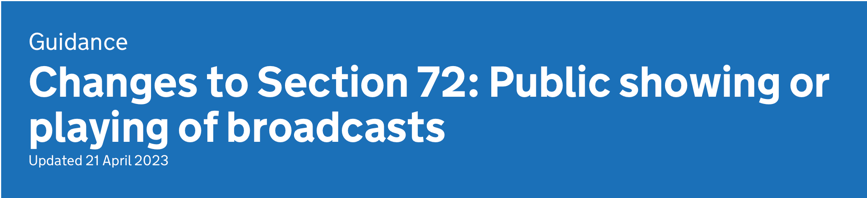 Guidance
Changes to Section 72: Public showing or
playing of broadcasts
Updated 21 April 2023